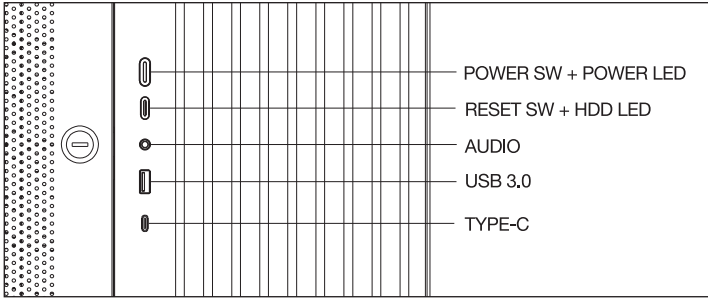 POWER SW + POWER LED
RESET SW + HDD LED
AUDIO
USB 3.0
TYPE-C